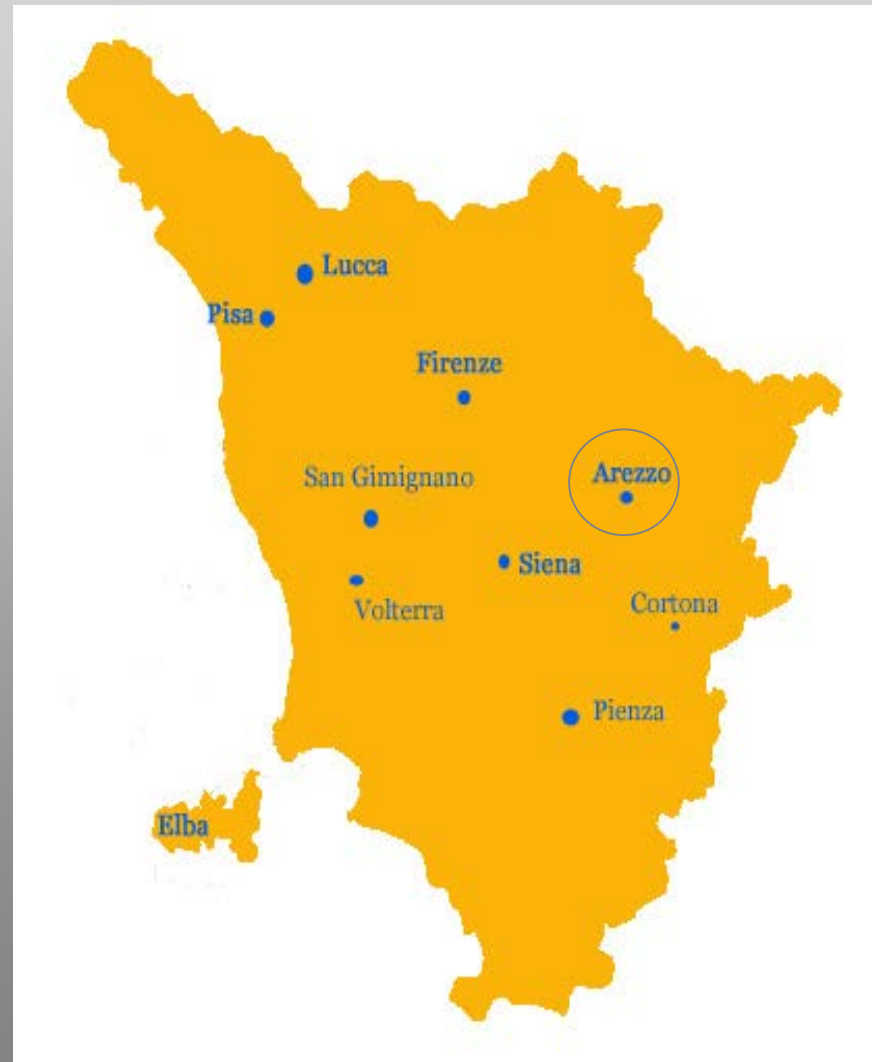 Lucca
Pisa
Firenze
Arezzo
San Gimignano
Siena
Volterra
Cortona
Pienza
Elba